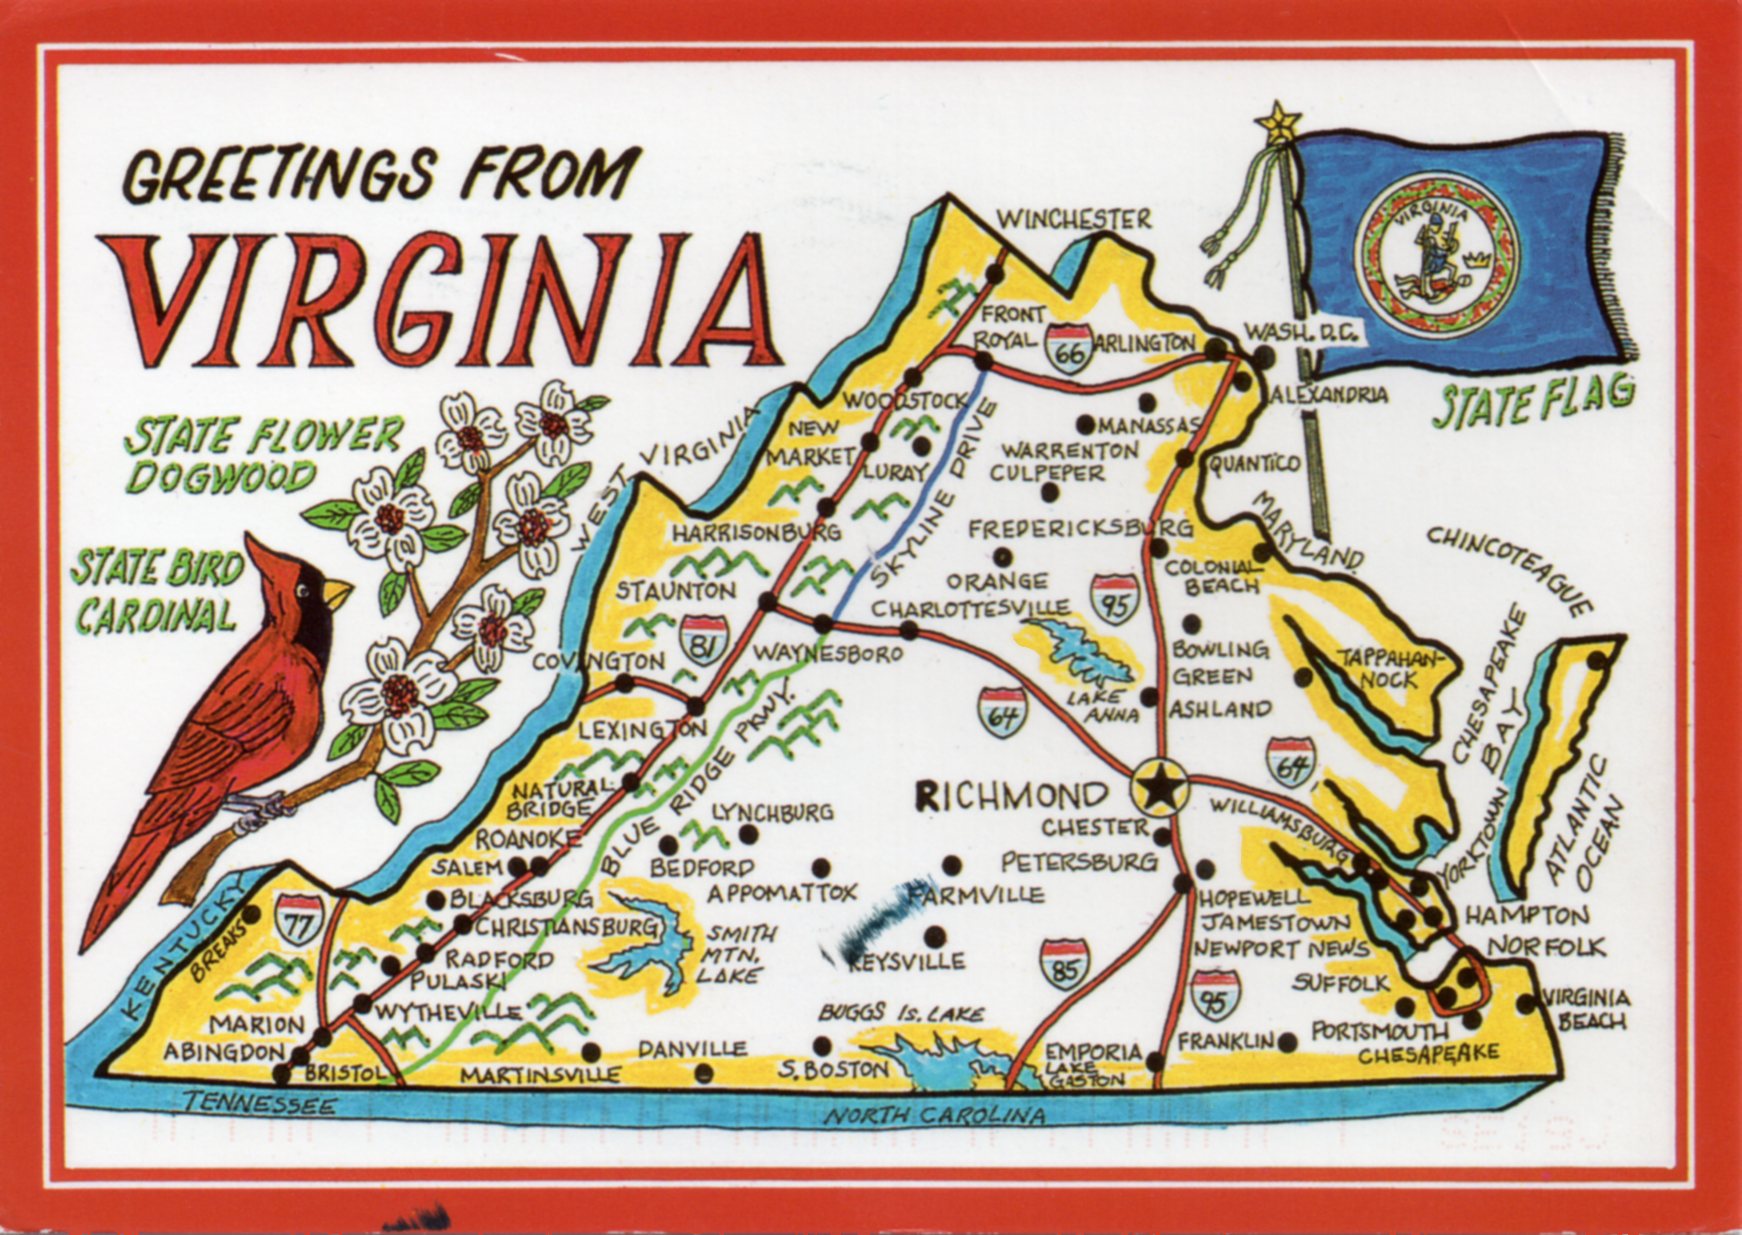 GREETINGS FROM
VIRGINIA
STATE FLOWER
DOGWOOD
STATE BIRD
CARDINAL
VIRGINIA
STATE FLAG
WINCHESTER
FRONT
ROYAL
66
ARLINGTON
WASH. D.C.
ALEXANDRIA
WOODSTOCK
MANASSAS
NEW
MARKET
LURAY
WARRENTON
CULPEPER
QUANTICO
SKYLINE DRIVE
WEST VIRGINIA
MARYLAND
HARRISONBURG
FREDERICKSBURG
CHINCOTEAGUE
STAUNTON
ORANGE
COLONIAL
BEACH
95
CHARLOTTESVILLE
81
WAYNESBORO
COVINGTON
BOWLING
GREEN
TAPPAHAN-
NOCK
CHESAPEAKE
BAY
LAKE
ANNA
ASHLAND
64
LEXINGTON
BLUE RIDGE PKWY.
64
ATLANTIC
OCEAN
NATURAL
BRIDGE
RICHMOND
WILLIAMSBURG
YORKTOWN
LYNCHBURG
CHESTER
ROANOKE
SALEM
BEDFORD
PETERSBURG
APPOMATTOX
FARMVILLE
HOPEWELL
BLACKSBURG
CHRISTIANSBURG
JAMESTOWN
HAMPTON
KENTUCKY
BREAKS
77
SMITH
MTN.
LAKE
NEWPORT NEWS
NORFOLK
RADFORD
KEYSVILLE
85
PULASKI
SUFFOLK
95
WYTHEVILLE
BUGGS IS. LAKE
VIRGINIA
BEACH
MARION
PORTSMOUTH
ABINGDON
DANVILLE
FRANKLIN
CHESAPEAKE
EMPORIA
LAKE
GASTON
BRISTOL
MARTINSVILLE
S. BOSTON
TENNESSEE
NORTH CAROLINA